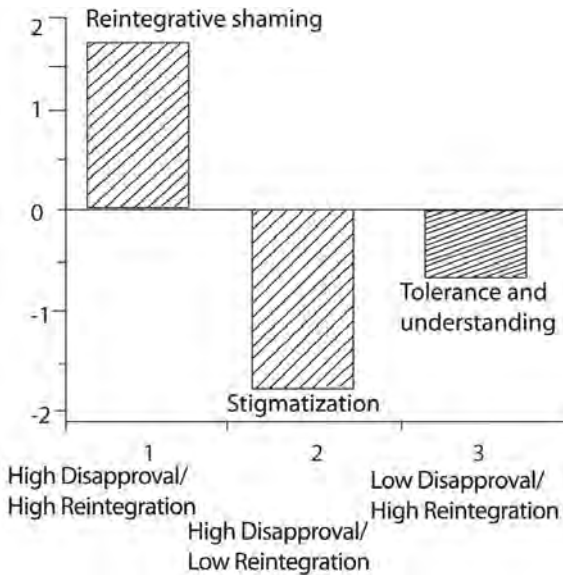 Reintegrative shaming
2
1
0
-1
-2
Tolerance and
understanding
Stigmatization
1
2
3
High Disapproval/
High Reintegration
High Disapproval/
Low Reintegration
Low Disapproval/
High Reintegration